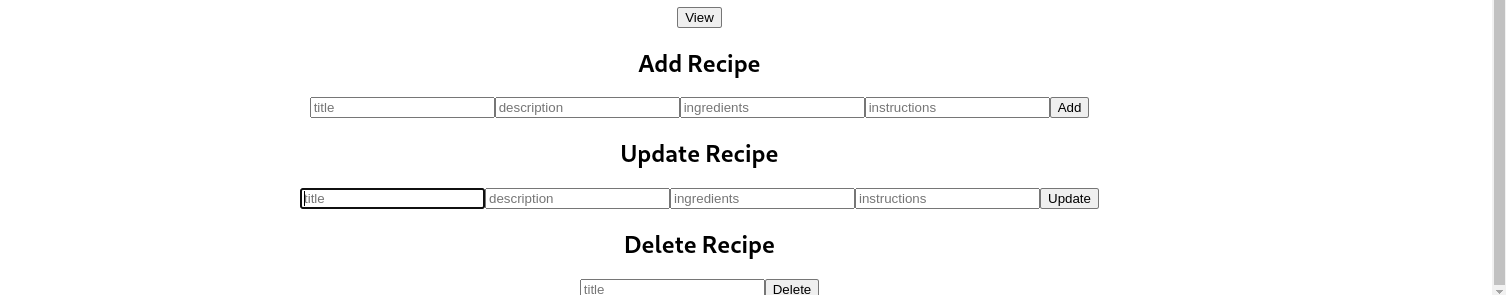 View
Add Recipe
title description ingredients instructions Add
Update Recipe
title description ingredients instructions Update
Delete Recipe
title Delete